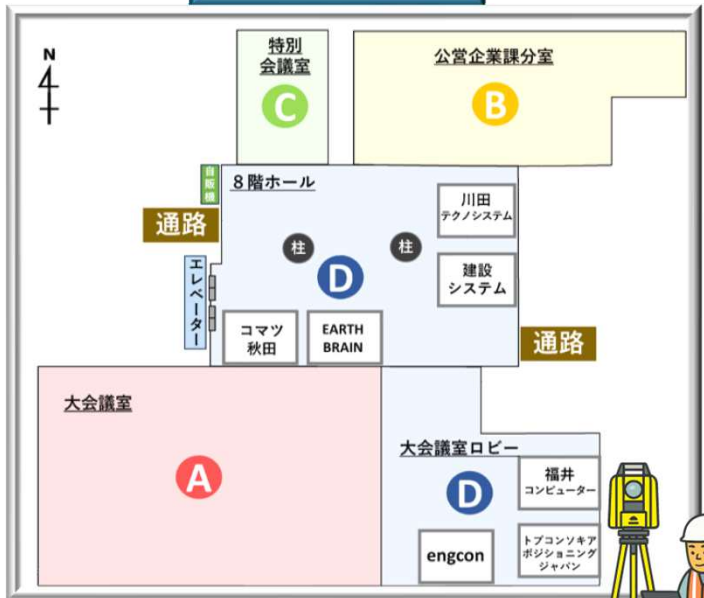 特別
会議室
C
公営企業課分室
B
N
自販機
8階ホール
通路
柱
柱
D
川田
テクノシステム
建設
システム
エレベーター
コマツ
秋田
EARTH
BRAIN
通路
大会議室
A
大会議室ロビー
D
福井
コンピューター
engcon
トプコンソキア
ポジショニング
ジャパン